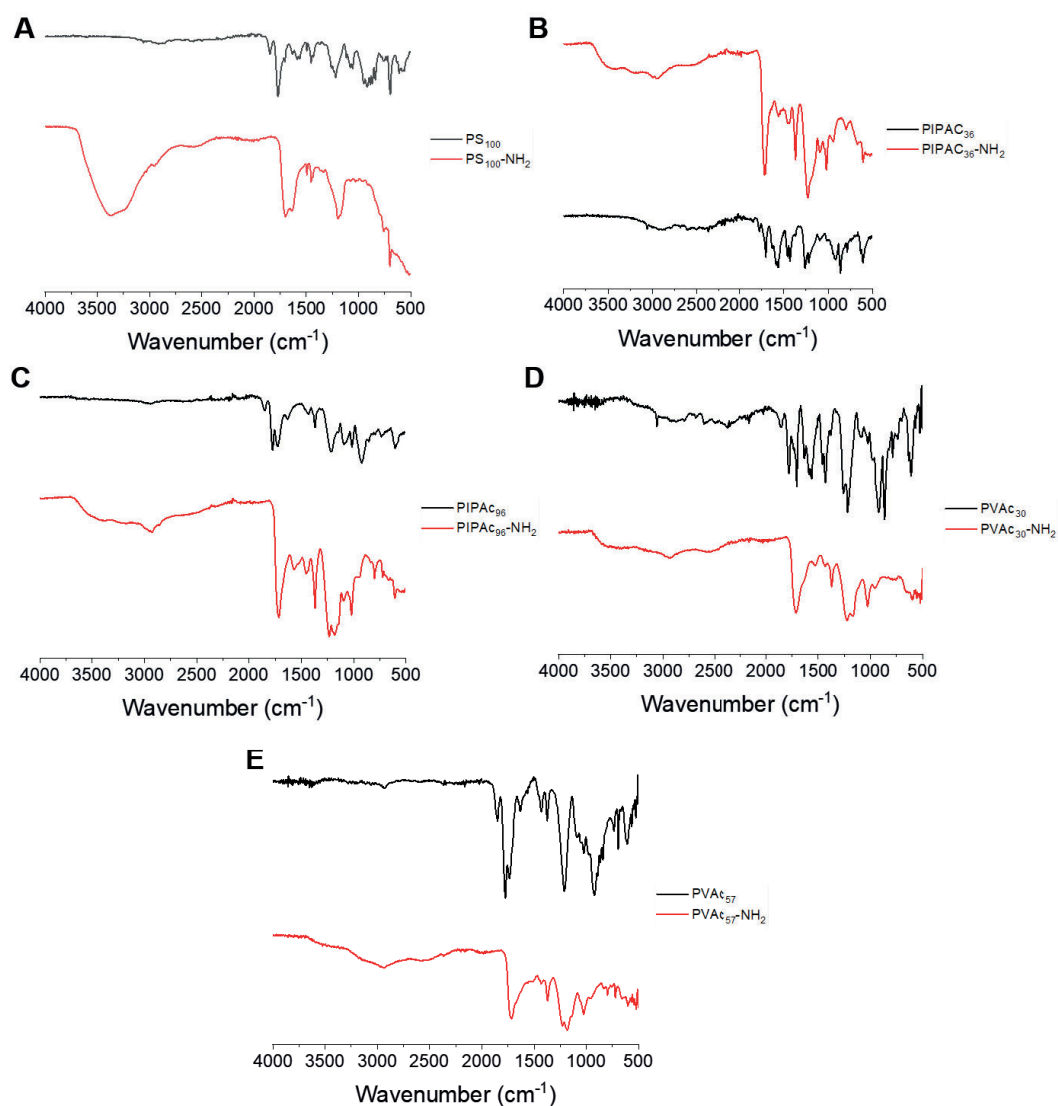 A
PS₁₀₀
PS₁₀₀-NH₂
4000 3500 3000 2500 2000 1500 1000 500
Wavenumber (cm⁻¹)
B
PIPAC₃₆
PIPAC₃₆-NH₂
4000 3500 3000 2500 2000 1500 1000 500
Wavenumber (cm⁻¹)
C
PIPAc₉₆
PIPAc₉₆-NH₂
4000 3500 3000 2500 2000 1500 1000 500
Wavenumber (cm⁻¹)
D
PVAc₃₀
PVAc₃₀-NH₂
4000 3500 3000 2500 2000 1500 1000 500
Wavenumber (cm⁻¹)
E
PVAc₅₇
PVAc₅₇-NH₂
4000 3500 3000 2500 2000 1500 1000 500
Wavenumber (cm⁻¹)